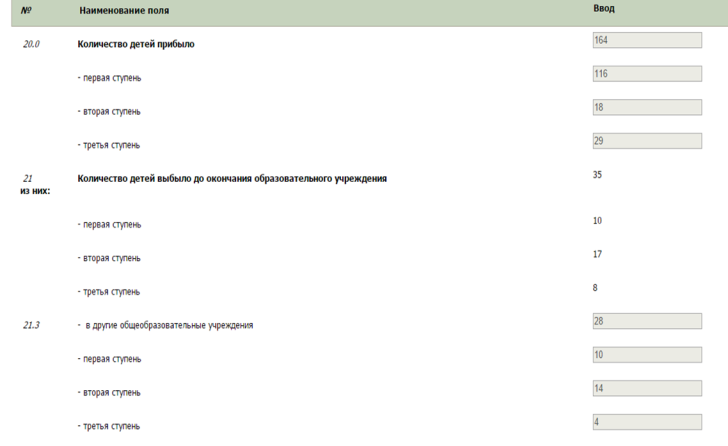 № Наименование поля Ввод
20.0 Количество детей прибыло 164
- первая ступень 116
- вторая ступень 18
- третья ступень 29
21 Количество детей выбыло до окончания образовательного учреждения 35
из них:
- первая ступень 10
- вторая ступень 17
- третья ступень 8
21.3 - в другие общеобразовательные учреждения 28
- первая ступень 10
- вторая ступень 14
- третья ступень 4